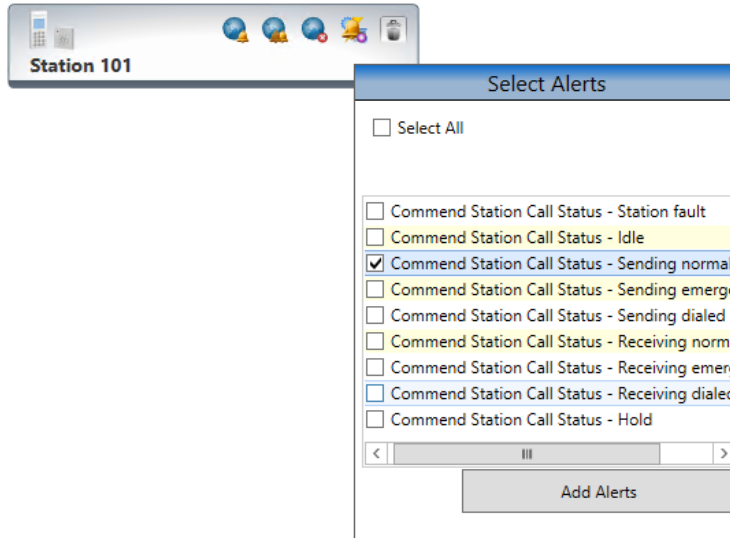 Station 101
Select Alerts
Select All
Commend Station Call Status - Station fault
Commend Station Call Status - Idle
Commend Station Call Status - Sending normal
Commend Station Call Status - Sending emerge
Commend Station Call Status - Sending dialed
Commend Station Call Status - Receiving norm
Commend Station Call Status - Receiving emer
Commend Station Call Status - Receiving dialed
Commend Station Call Status - Hold
Add Alerts